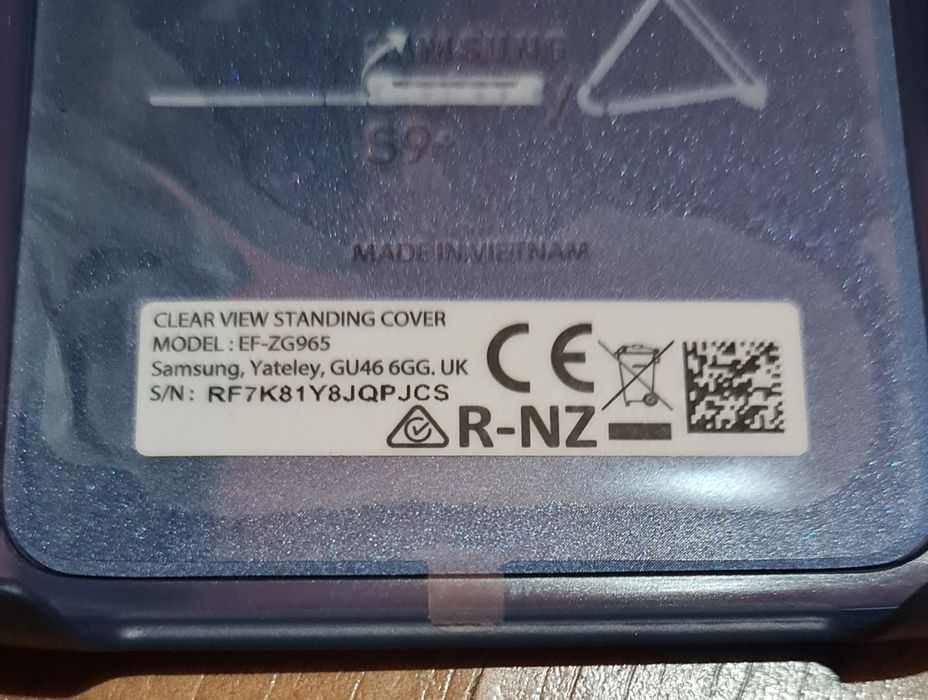 SAMSUNG
S9+
MADE IN VIETNAM
CLEAR VIEW STANDING COVER
MODEL : EF-ZG965
Samsung, Yateley, GU46 6GG. UK
S/N : RF7K81Y8JQPJCS
CE
R-NZ